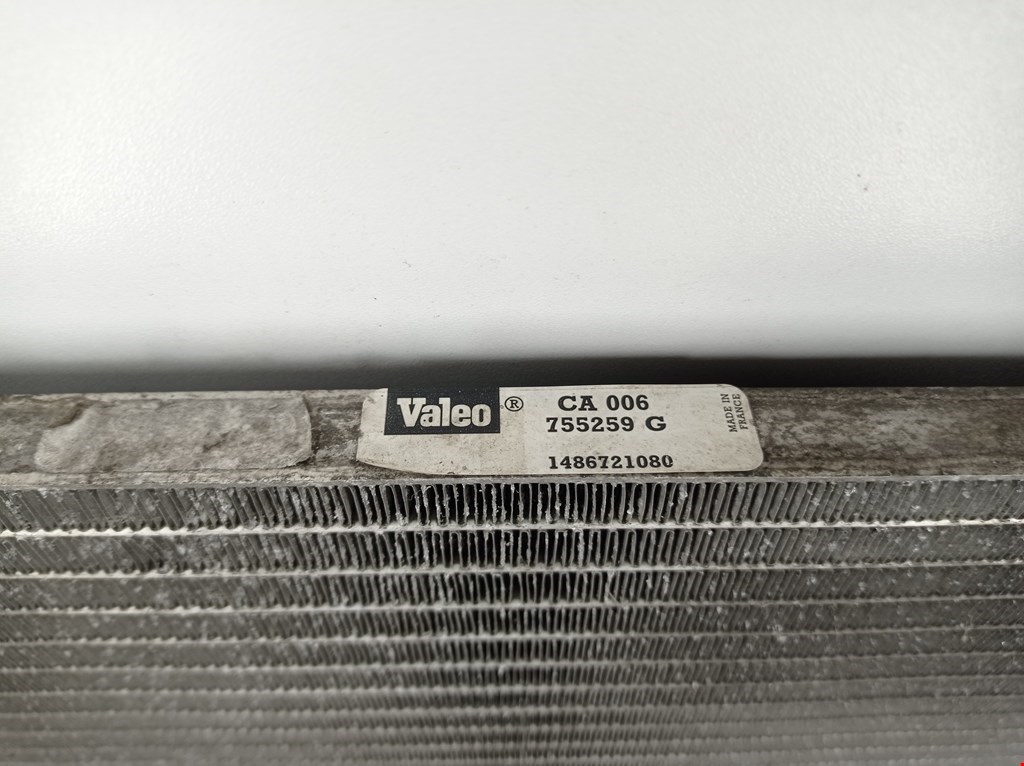 Valeo®
CA 006
755259 G
1486721080
MADE IN
FRANCE